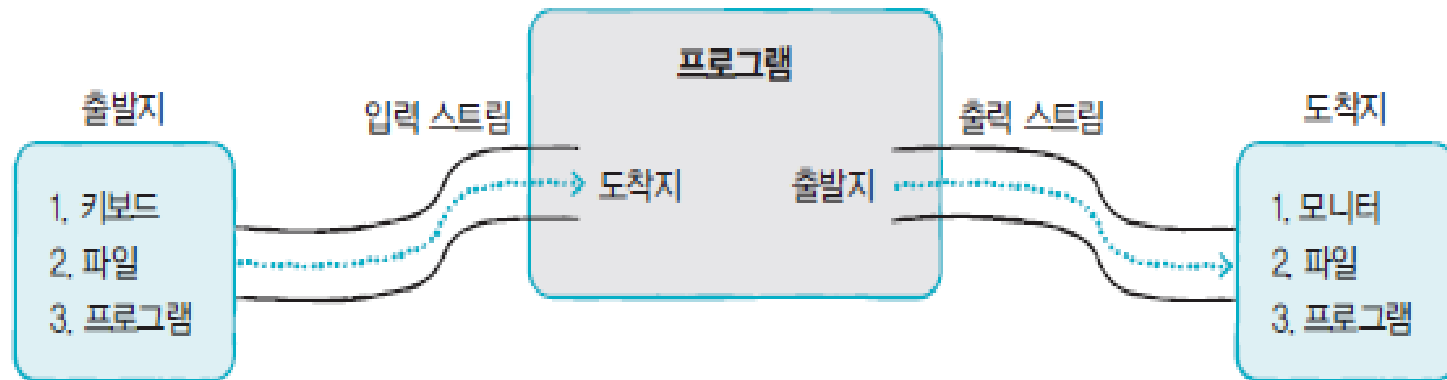 프로그램
출발지
입력 스트림
출력 스트림
도착지
1. 키보드
2. 파일
3. 프로그램
도착지
출발지
1. 모니터
2. 파일
3. 프로그램